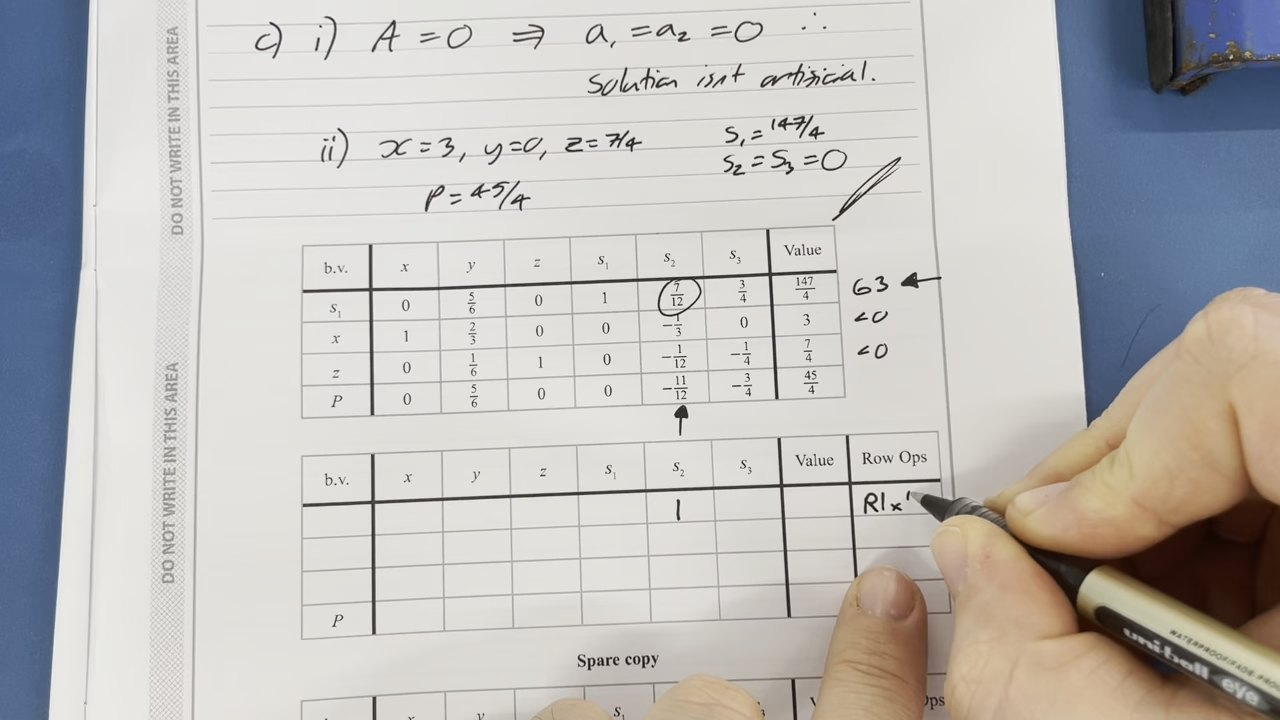 c) i) A = 0 ⇒ a₁ = a₂ = 0 ∴
solution isnt artificial.
ii) x = 3, y = 0, z = 7/4 s₁ = 147/4
s₂ = s₃ = 0
P = 45/4
b.v. x y z s₁ s₂ s₃ Value
s₁ 0 5/6 0 1 7/12 3/4 147/4 63 ←
x 1 2/3 0 0 -1/3 0 3 <0
z 0 1/6 1 0 -1/12 -1/4 7/4 <0
P 0 5/6 0 0 -11/12 -3/4 45/4
↑
b.v. x y z s₁ s₂ s₃ Value Row Ops
1 R1 x
P
Spare copy
x y s₁
DO NOT WRITE IN THIS AREA
DO NOT WRITE IN THIS AREA
uni-ball eye